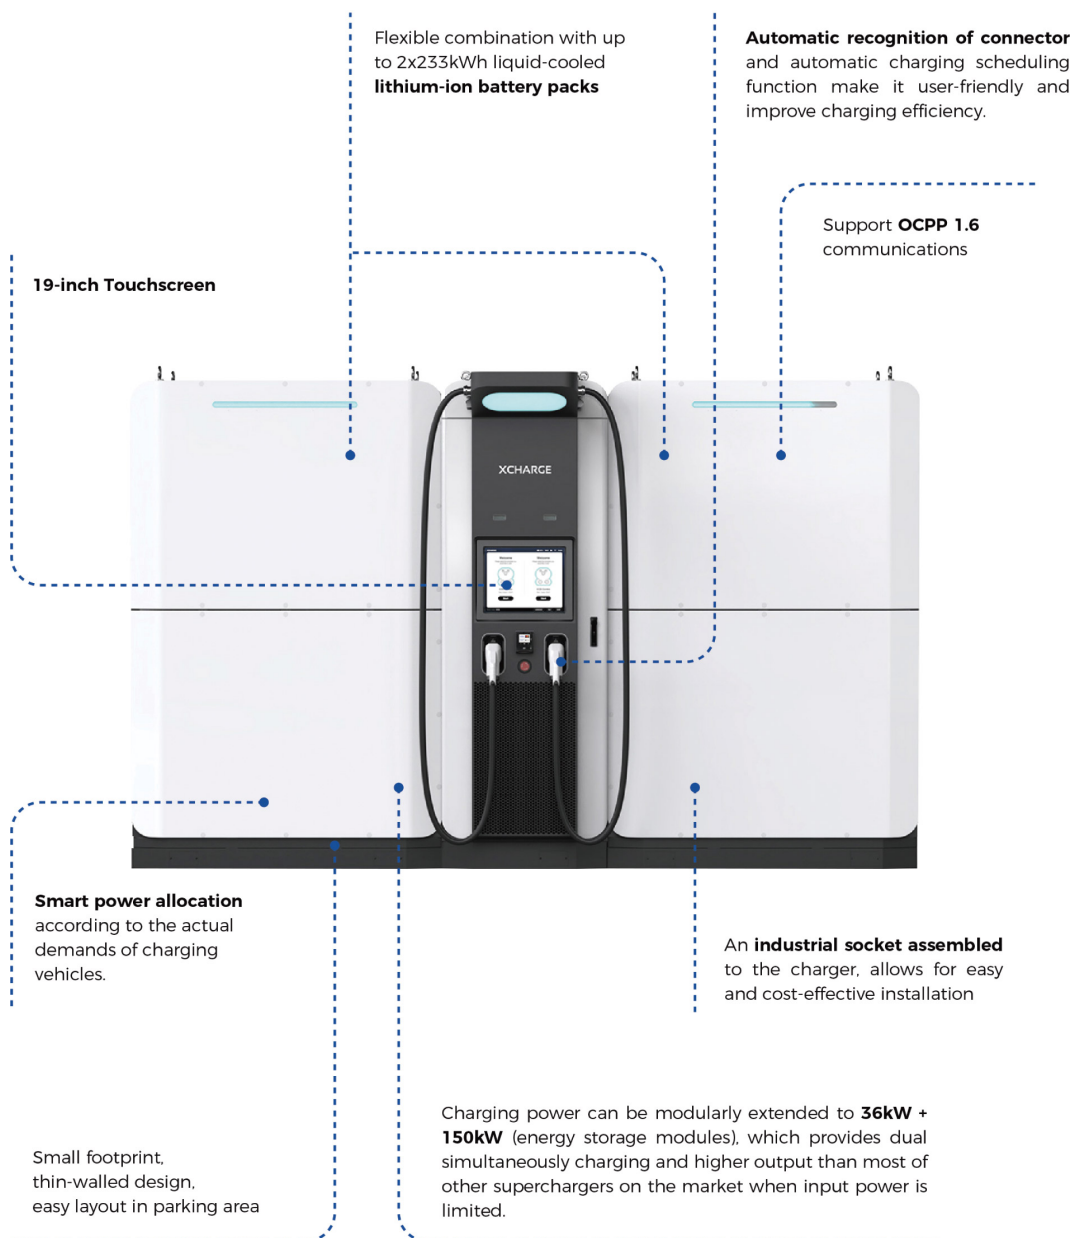 Flexible combination with up
to 2x233kWh liquid-cooled
lithium-ion battery packs
Automatic recognition of connector
and automatic charging scheduling
function make it user-friendly and
improve charging efficiency.
Support OCPP 1.6
communications
19-inch Touchscreen
XCHARGE
Smart power allocation
according to the actual
demands of charging
vehicles.
An industrial socket assembled
to the charger, allows for easy
and cost-effective installation
Charging power can be modularly extended to 36kW +
150kW (energy storage modules), which provides dual
simultaneously charging and higher output than most of
other superchargers on the market when input power is
limited.
Small footprint,
thin-walled design,
easy layout in parking area